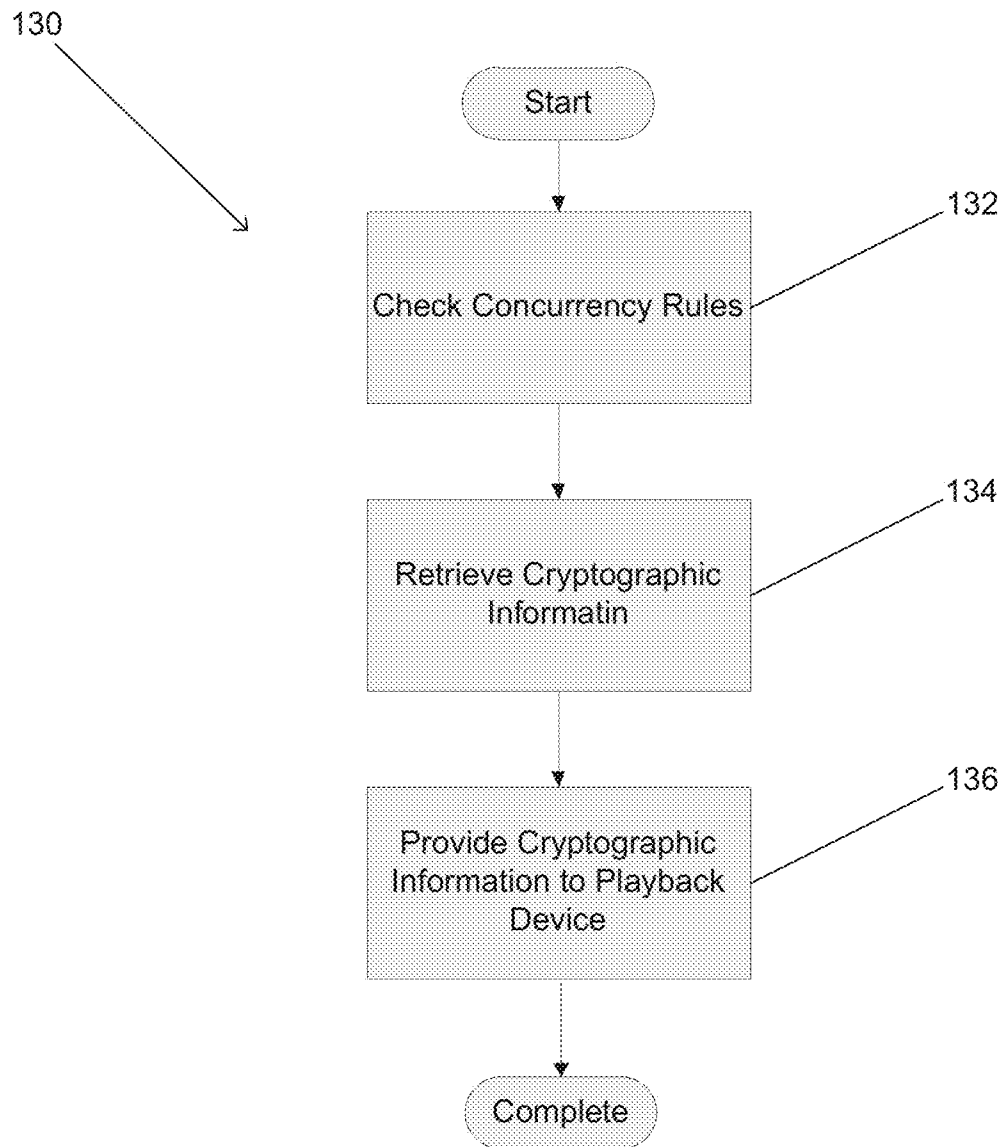 130
Start
132
Check Concurrency Rules
134
Retrieve Cryptographic
Informatin
136
Provide Cryptographic
Information to Playback
Device
Complete